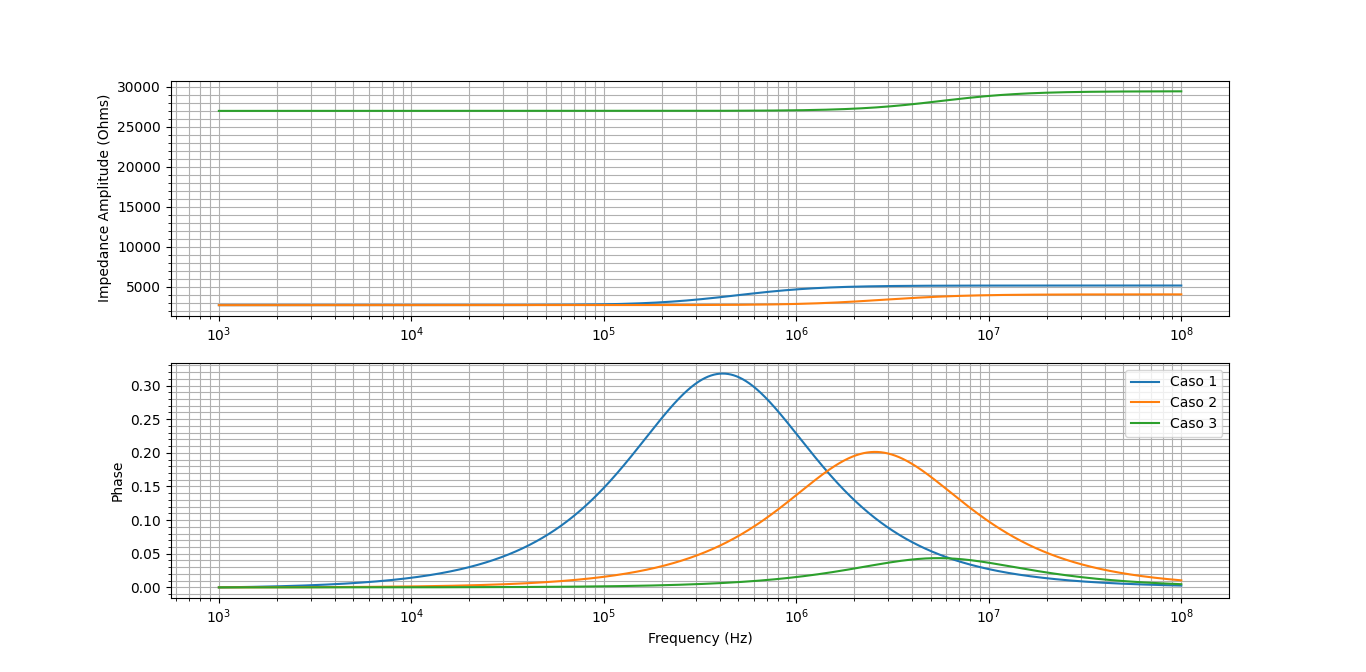 Impedance Amplitude (Ohms)
30000
25000
20000
15000
10000
5000
10³ 10⁴ 10⁵ 10⁶ 10⁷ 10⁸
Phase
0.30
0.25
0.20
0.15
0.10
0.05
0.00
Caso 1
Caso 2
Caso 3
10³ 10⁴ 10⁵ 10⁶ 10⁷ 10⁸
Frequency (Hz)